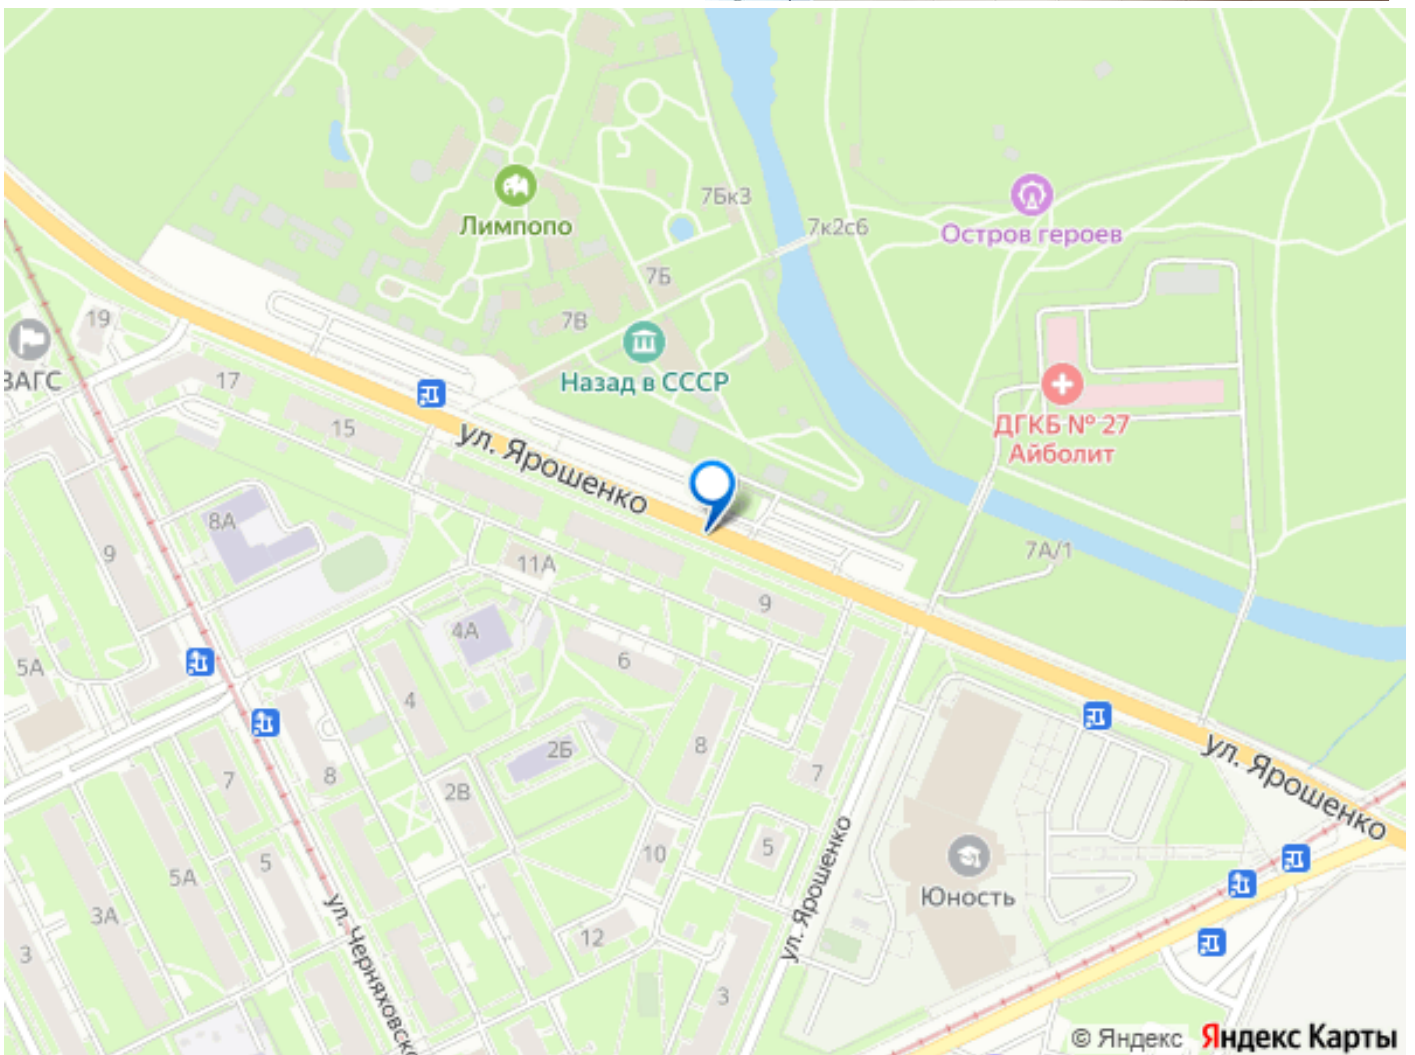 7Бк3
Лимпопо
7к2с6
Остров героев
7Б
7В
19
ЗАГС
Назад в СССР
17
ДГКБ № 27
Айболит
15
ул. Ярошенко
8А
9
11А
7А/1
9
4А
5А
6
4
2Б
8
7
8
2В
7
ул. Ярошенко
5
5А
10
5
ул. Ярошенко
Юность
3А
12
3
ул. Черняховско
3
© Яндекс Яндекс Карты